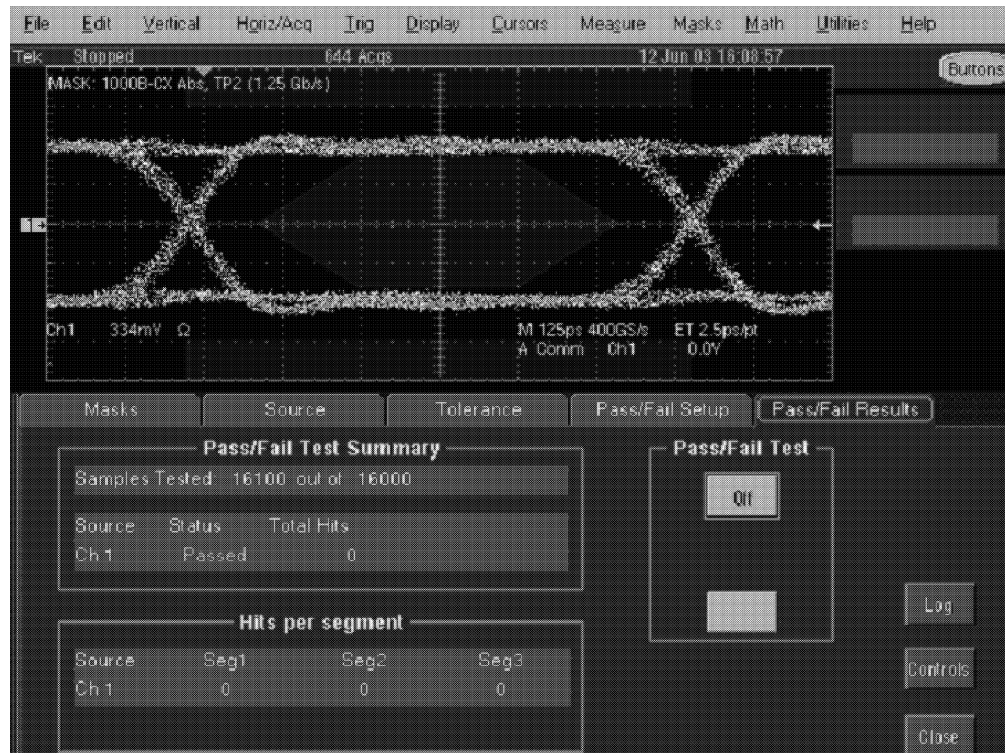 File Edit Vertical Horiz/Acq Trig Display Cursors Measure Masks Math Utilities Help
Tek Stopped 644 Acqs 12 Jun 03 16:08:57
Buttons
MASK: 1000B-CX Abs, TP2 (1.25 Gb/s)
1
Ch1 334mV Ω M 125ps 400GS/s ET 2.5ps/pt
A Comm Ch1 0.0V
Masks Source Tolerance Pass/Fail Setup Pass/Fail Results
Pass/Fail Test Summary
Samples Tested 16100 out of 16000
Source Status Total Hits
Ch 1 Passed 0
Pass/Fail Test
Off
Hits per segment
Source Seg1 Seg2 Seg3
Ch 1 0 0 0
Log
Controls
Close